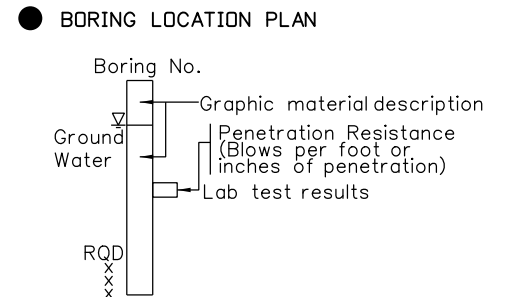 BORING LOCATION PLAN
Boring No.
Graphic material description
Ground
Water
Penetration Resistance
(Blows per foot or
inches of penetration)
Lab test results
RQD
x
x
x